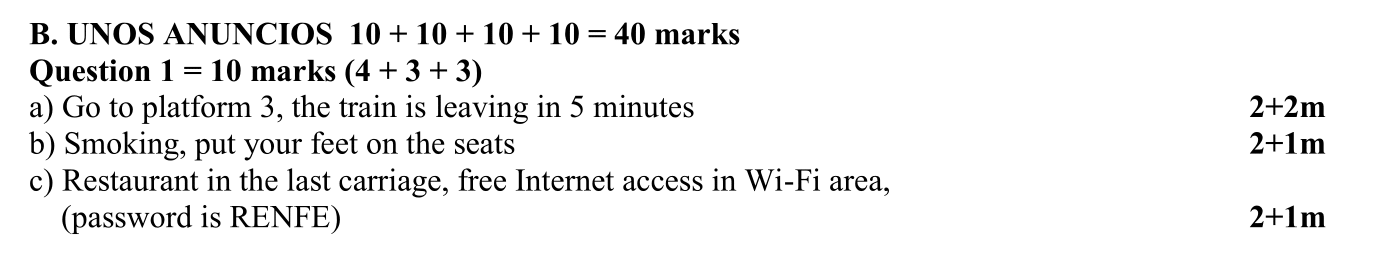 B. UNOS ANUNCIOS 10 + 10 + 10 + 10 = 40 marks
Question 1 = 10 marks (4 + 3 + 3)
a) Go to platform 3, the train is leaving in 5 minutes 2+2m
b) Smoking, put your feet on the seats 2+1m
c) Restaurant in the last carriage, free Internet access in Wi-Fi area,
(password is RENFE) 2+1m